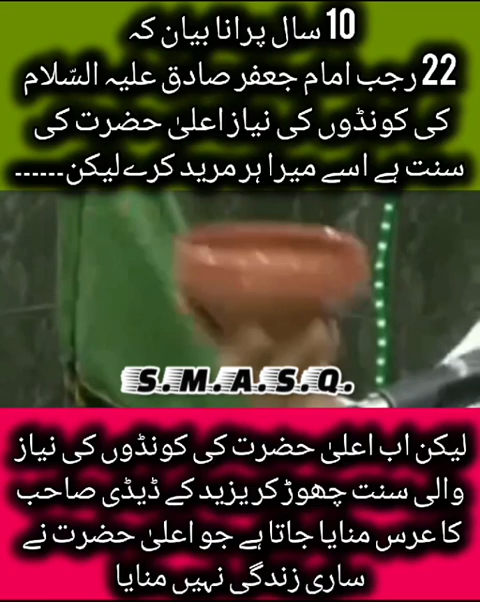 10 سال پرانا بیان کہ
22 رجب امام جعفر صادق علیہ السّلام
کی کونڈوں کی نیاز اعلیٰ حضرت کی
سنت ہے اسے میرا ہر مرید کرے لیکن......
S.M.A.S.Q.
لیکن اب اعلیٰ حضرت کی کونڈوں کی نیاز
والی سنت چھوڑ کر یزید کے ڈیڈی صاحب
کا عرس منایا جاتا ہے جو اعلیٰ حضرت نے
ساری زندگی نہیں منایا